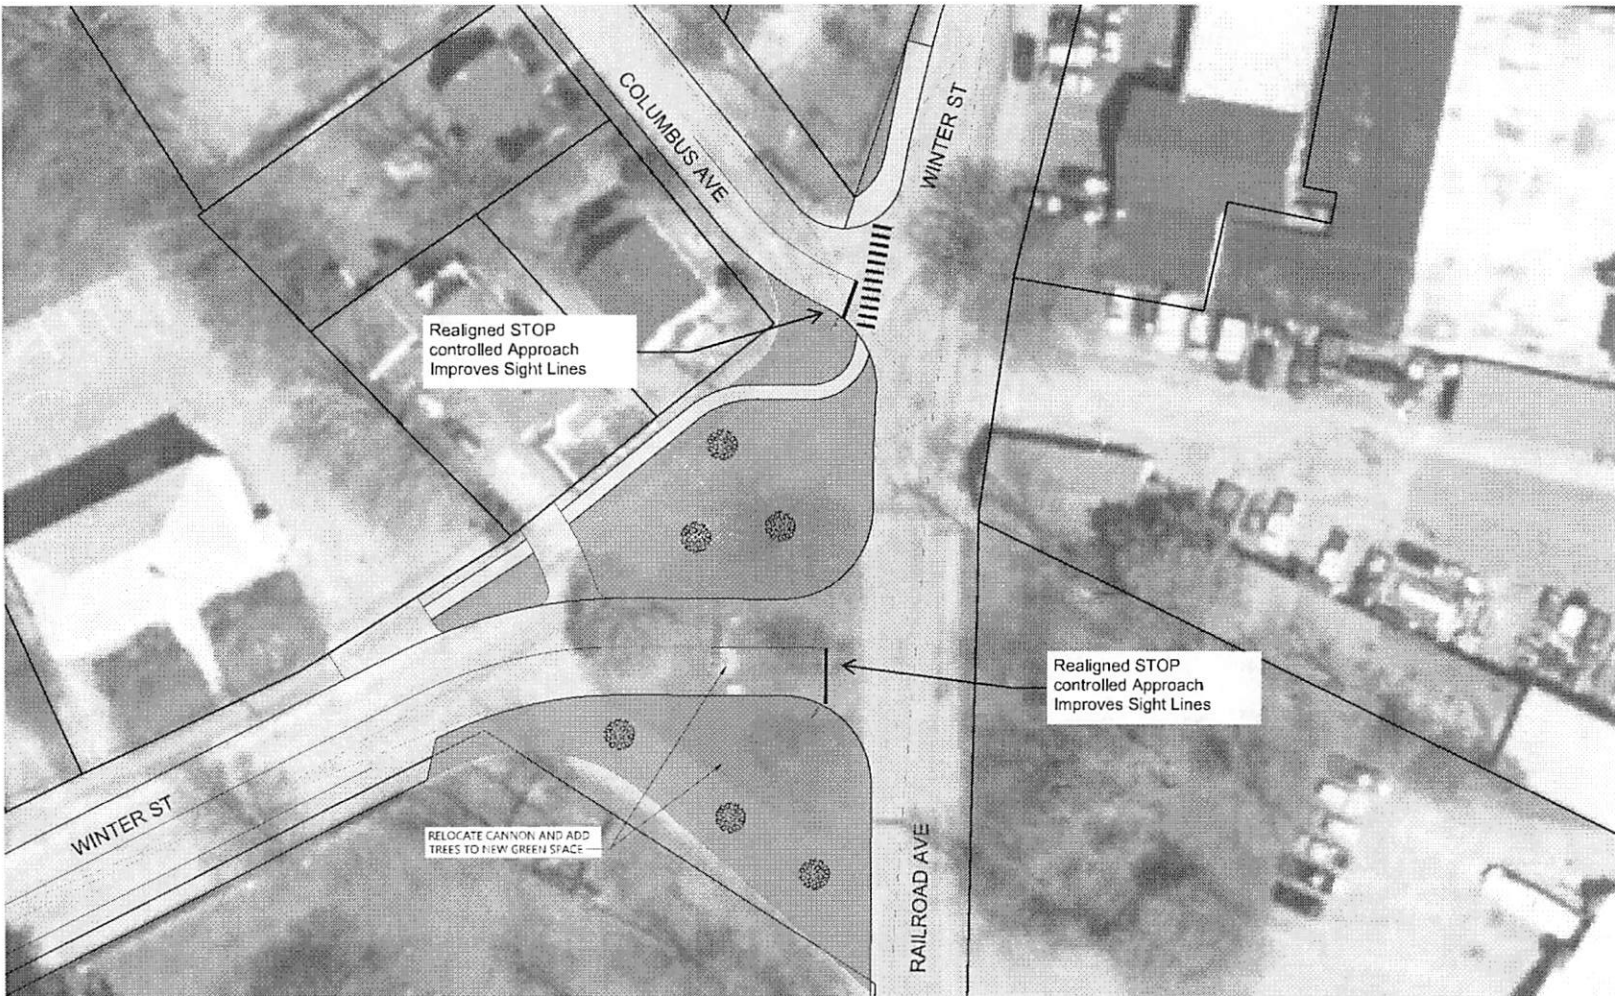 COLUMBUS AVE
WINTER ST
Realigned STOP
controlled Approach
Improves Sight Lines
Realigned STOP
controlled Approach
Improves Sight Lines
WINTER ST
RELOCATE CANNON AND ADD
TREES TO NEW GREEN SPACE
RAILROAD AVE